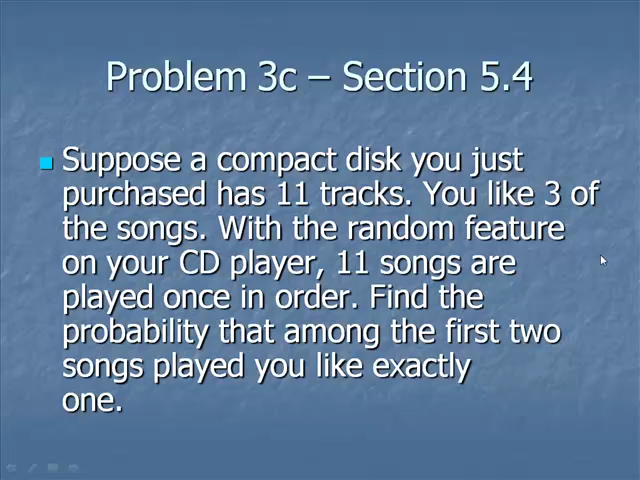 Problem 3c – Section 5.4
Suppose a compact disk you just
purchased has 11 tracks. You like 3 of
the songs. With the random feature
on your CD player, 11 songs are
played once in order. Find the
probability that among the first two
songs played you like exactly
one.